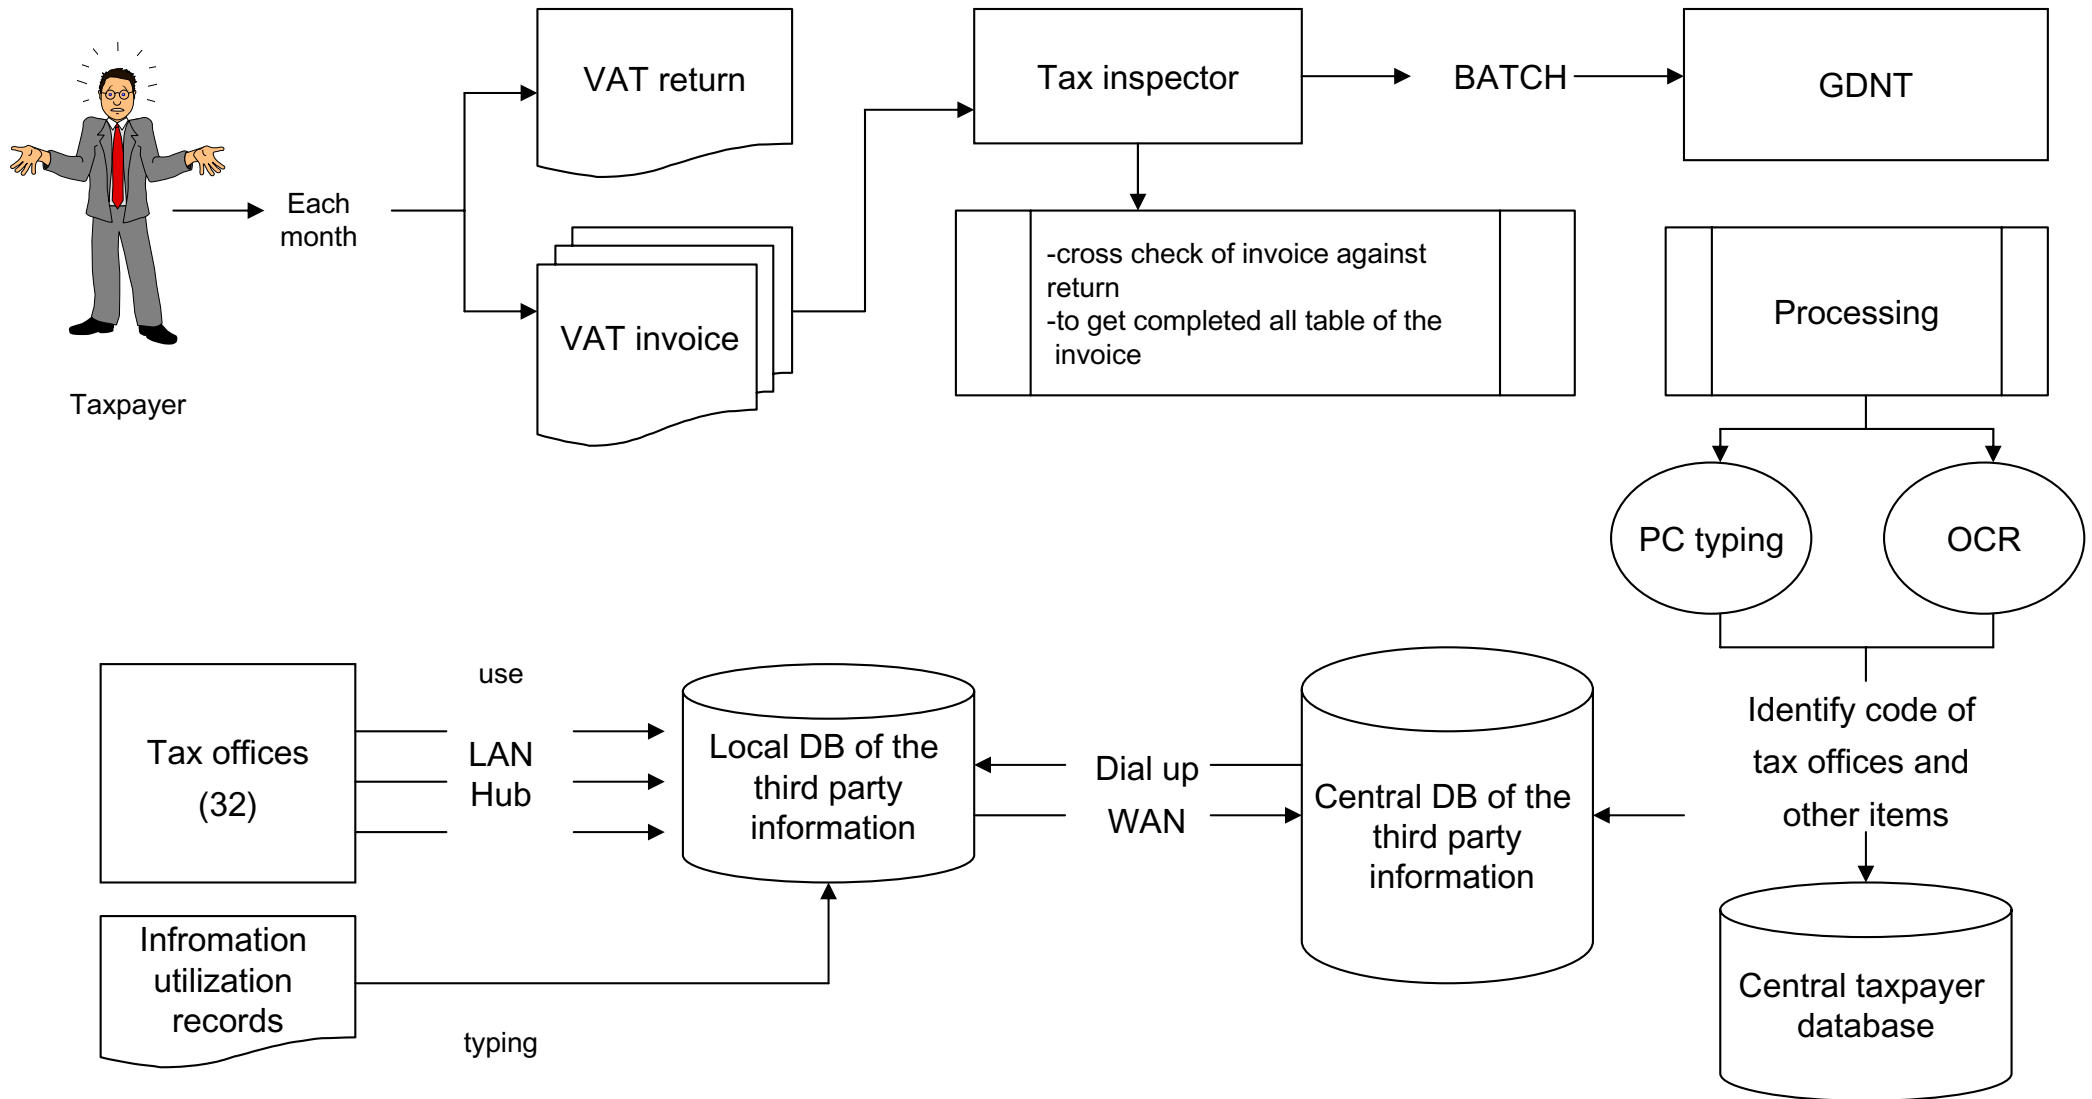 VAT return
Tax inspector
BATCH
GDNT
Each
month
VAT invoice
-cross check of invoice against
return
-to get completed all table of the
invoice
Processing
Taxpayer
PC typing
OCR
use
Tax offices
(32)
LAN
Hub
Local DB of the
third party
information
Dial up
WAN
Central DB of the
third party
information
Identify code of
tax offices and
other items
Infromation
utilization
records
typing
Central taxpayer
database